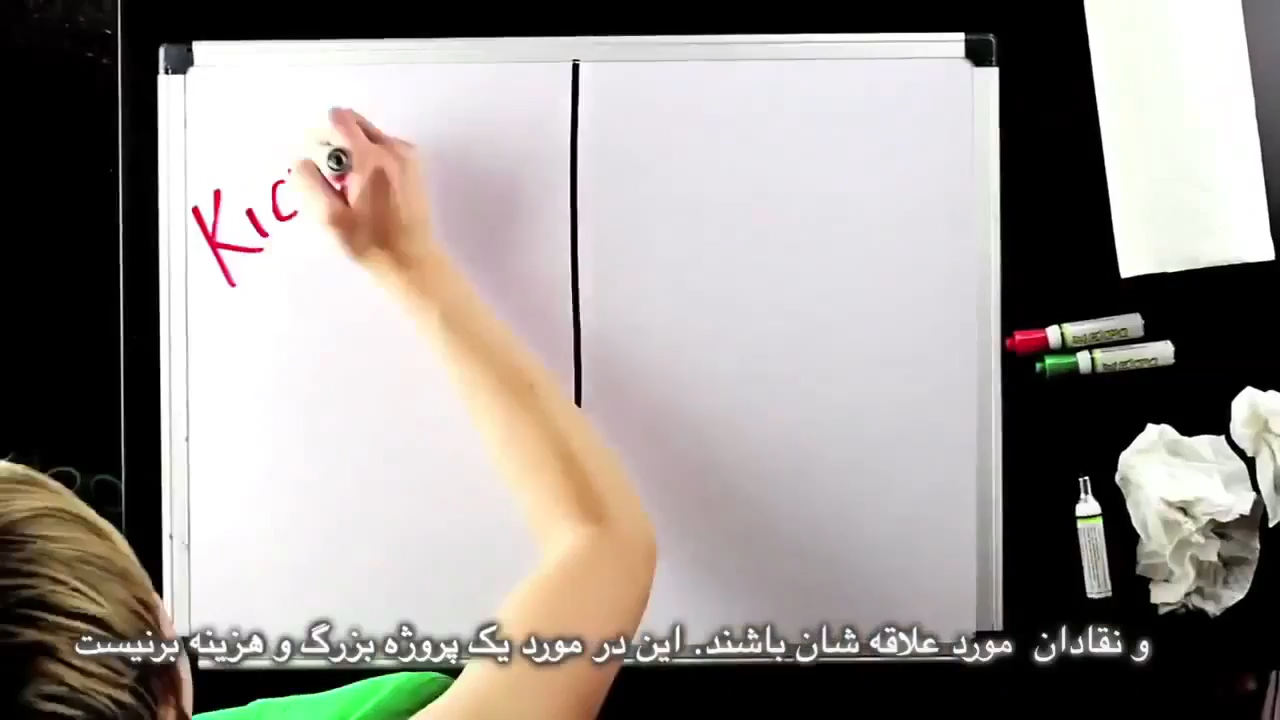 Kic
و نقادان مورد علاقه شان باشند. این در مورد یک پروژه بزرگ و هزینه برنیست